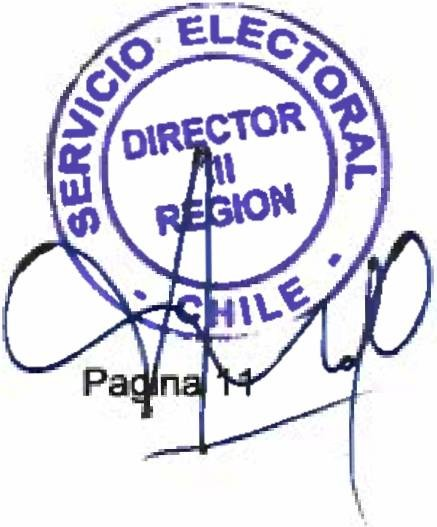 SERVICIO ELECTORAL
DIRECTOR
III
REGION
- CHILE -
Pagina 11